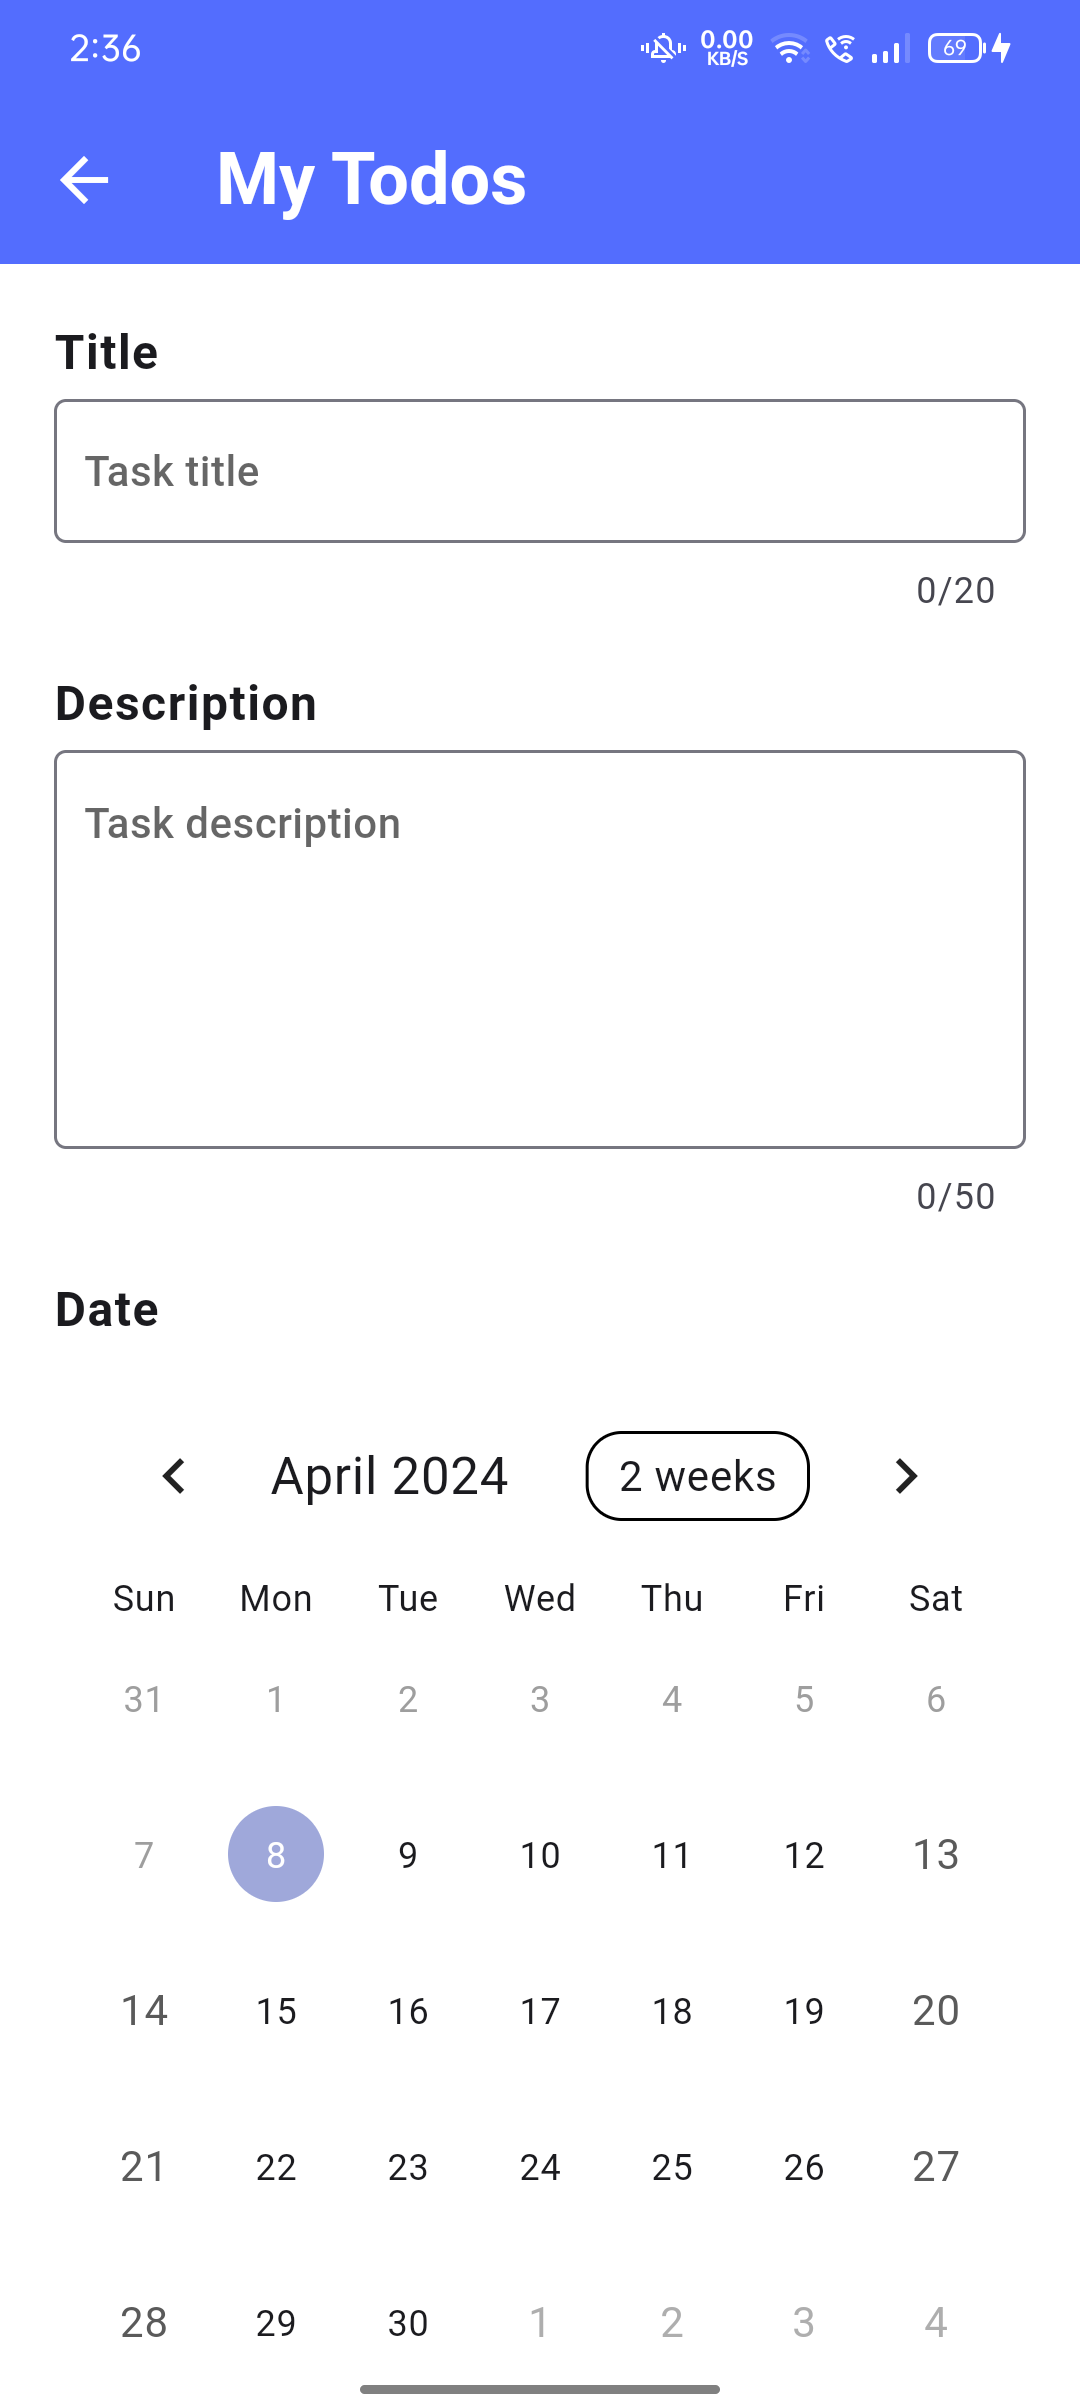 2:36 0.00 KB/S 69
My Todos
Title
Task title
0/20
Description
Task description
0/50
Date
April 2024 2 weeks
Sun Mon Tue Wed Thu Fri Sat
31 1 2 3 4 5 6
7 8 9 10 11 12 13
14 15 16 17 18 19 20
21 22 23 24 25 26 27
28 29 30 1 2 3 4